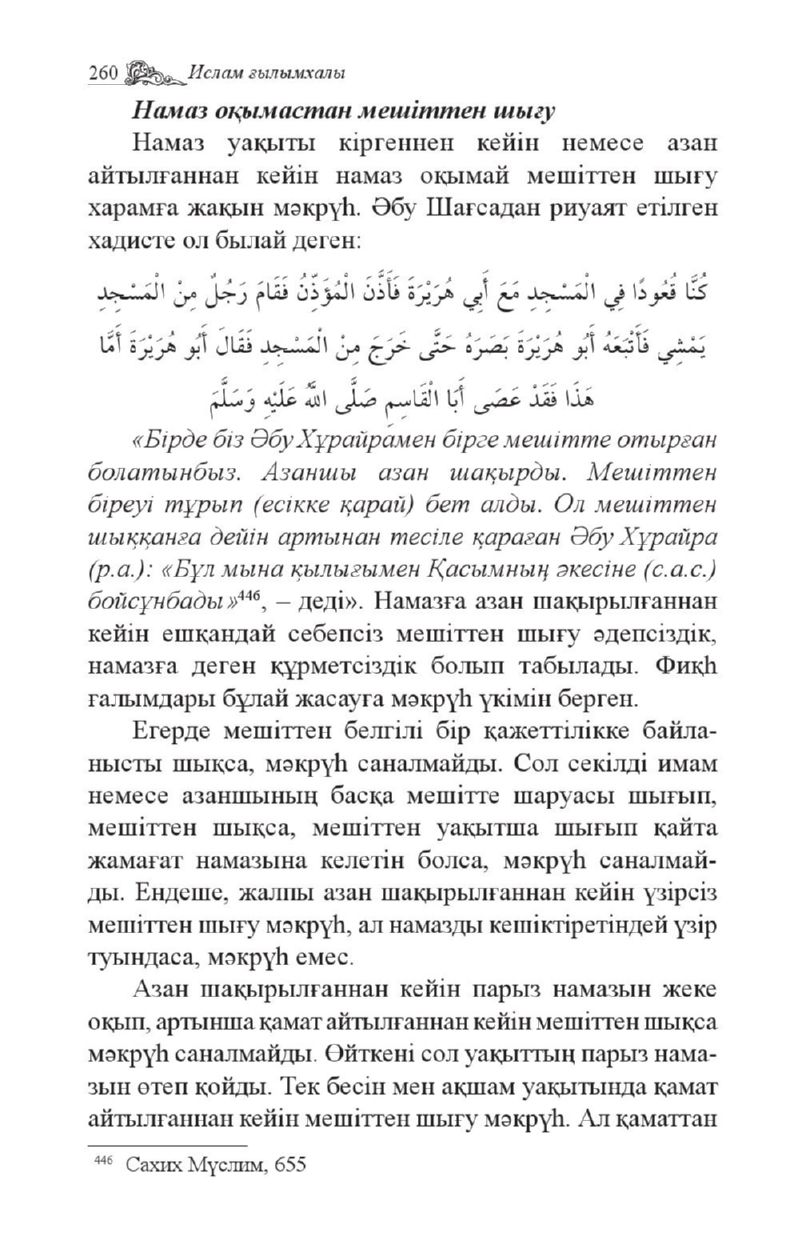 260 Ислам ғылымхалы
Намаз оқымастан мешіттен шығу
Намаз уақыты кіргеннен кейін немесе азан
айтылғаннан кейін намаз оқымай мешіттен шығу
харамға жақын мәкрүһ. Әбу Шағсадан риуаят етілген
хадисте ол былай деген:
كُنَّا قُعُودًا فِي الْمَسْجِدِ مَعَ أَبِي هُرَيْرَةَ فَأَذَّنَ الْمُؤَذِّنُ فَقَامَ رَجُلٌ مِنْ الْمَسْجِدِ
يَمْشِي فَأَتْبَعَهُ أَبُو هُرَيْرَةَ بَصَرَهُ حَتَّى خَرَجَ مِنْ الْمَسْجِدِ فَقَالَ أَبُو هُرَيْرَةَ أَمَّا
هَذَا فَقَدْ عَصَى أَبَا الْقَاسِمِ صَلَّى اللَّهُ عَلَيْهِ وَسَلَّمَ
«Бірде біз Әбу Хұрайрамен бірге мешітте отырған
болатынбыз. Азаншы азан шақырды. Мешіттен
біреуі тұрып (есікке қарай) бет алды. Ол мешіттен
шыққанға дейін артынан тесіле қараған Әбу Хұрайра
(р.а.): «Бұл мына қылығымен Қасымның әкесіне (с.а.с.)
бойсұнбады»⁴⁴⁶, – деді». Намазға азан шақырылғаннан
кейін ешқандай себепсіз мешіттен шығу әдепсіздік,
намазға деген құрметсіздік болып табылады. Фиқһ
ғалымдары бұлай жасауға мәкрүһ үкімін берген.
Егерде мешіттен белгілі бір қажеттілікке байла-
нысты шықса, мәкрүһ саналмайды. Сол секілді имам
немесе азаншының басқа мешітте шаруасы шығып,
мешіттен шықса, мешіттен уақытша шығып қайта
жамағат намазына келетін болса, мәкрүһ саналмай-
ды. Ендеше, жалпы азан шақырылғаннан кейін үзірсіз
мешіттен шығу мәкрүһ, ал намазды кешіктіретіндей үзір
туындаса, мәкрүһ емес.
Азан шақырылғаннан кейін парыз намазын жеке
оқып, артынша қамат айтылғаннан кейін мешіттен шықса
мәкрүһ саналмайды. Өйткені сол уақыттың парыз нама-
зын өтеп қойды. Тек бесін мен ақшам уақытында қамат
айтылғаннан кейін мешіттен шығу мәкрүһ. Ал қаматтан
⁴⁴⁶ Сахих Мүслим, 655